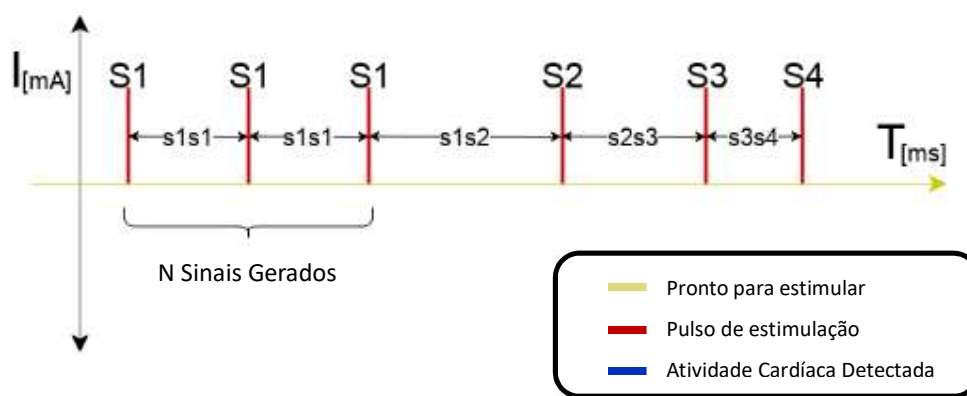 I[mA]
S1 S1 S1 S2 S3 S4
s1s1 s1s1 s1s2 s2s3 s3s4
T[ms]
N Sinais Gerados
Pronto para estimular
Pulso de estimulação
Atividade Cardíaca Detectada